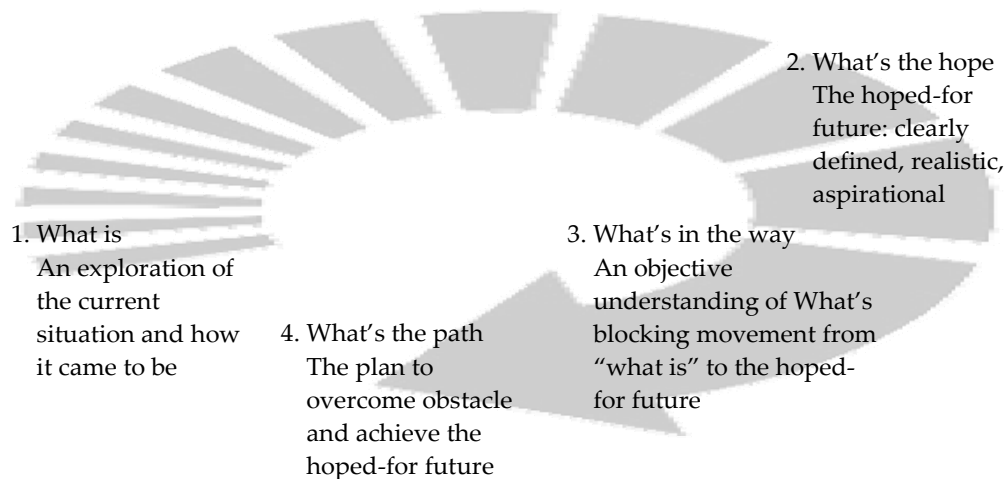 1. What is
An exploration of
the current
situation and how
it came to be
2. What’s the hope
The hoped-for
future: clearly
defined, realistic,
aspirational
3. What’s in the way
An objective
understanding of What’s
blocking movement from
“what is” to the hoped-
for future
4. What’s the path
The plan to
overcome obstacle
and achieve the
hoped-for future